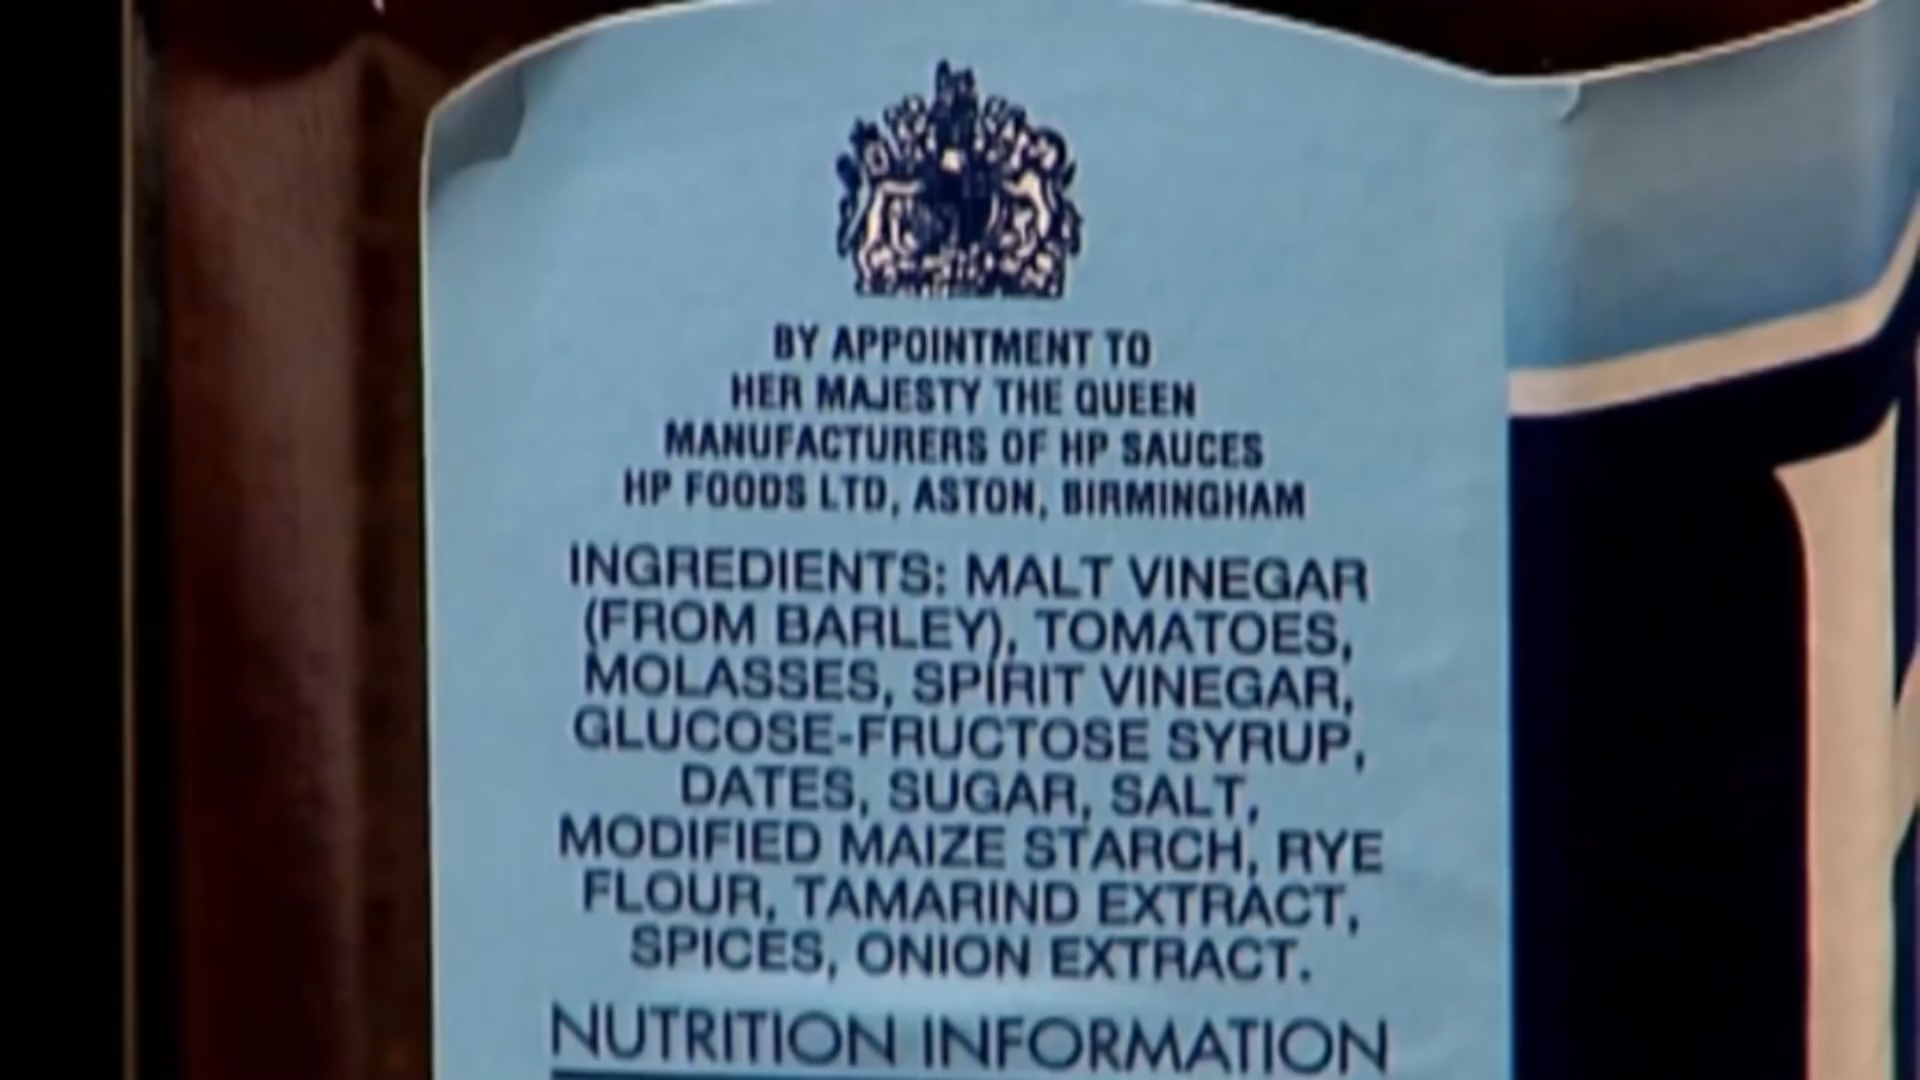 BY APPOINTMENT TO
HER MAJESTY THE QUEEN
MANUFACTURERS OF HP SAUCES
HP FOODS LTD, ASTON, BIRMINGHAM
INGREDIENTS: MALT VINEGAR
(FROM BARLEY), TOMATOES,
MOLASSES, SPIRIT VINEGAR,
GLUCOSE-FRUCTOSE SYRUP,
DATES, SUGAR, SALT,
MODIFIED MAIZE STARCH, RYE
FLOUR, TAMARIND EXTRACT,
SPICES, ONION EXTRACT.
NUTRITION INFORMATION